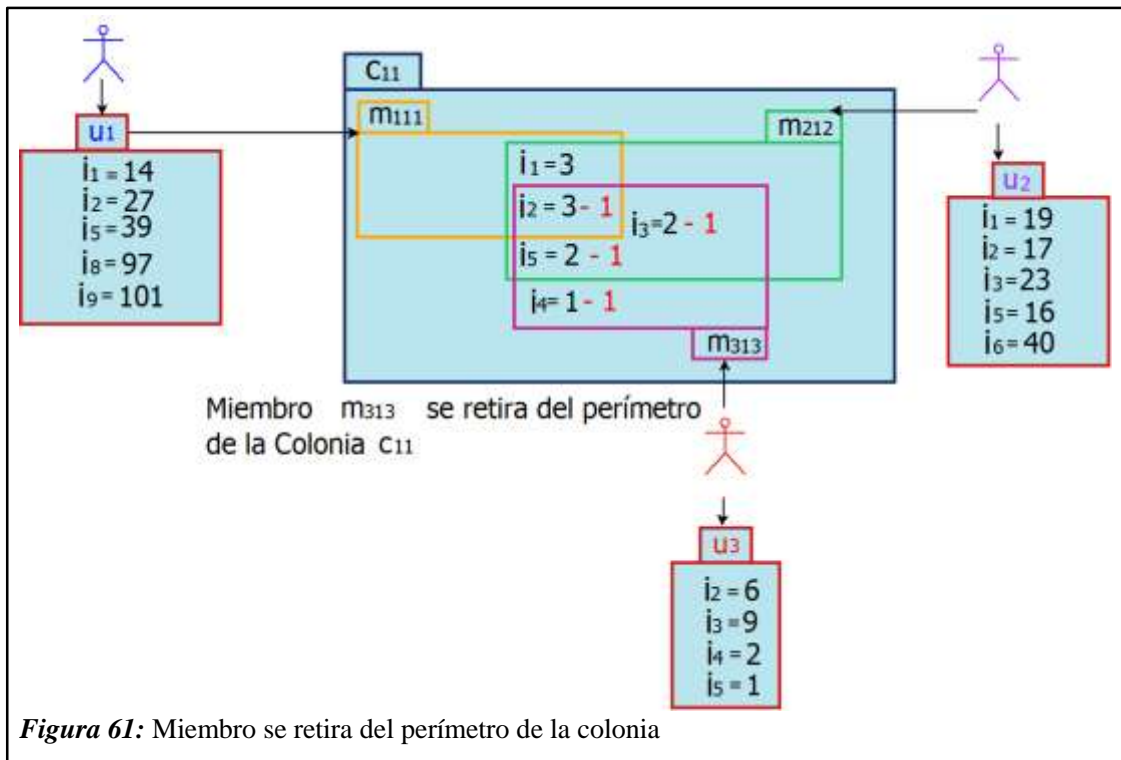 c11
m111
m212
u1
i1 = 14
i2 = 27
i5 = 39
i8 = 97
i9 = 101
i1 = 3
i2 = 3 - 1
i3=2 - 1
i5 = 2 - 1
i4= 1 - 1
m313
u2
i1 = 19
i2 = 17
i3 = 23
i5 = 16
i6 = 40
Miembro m313 se retira del perímetro
de la Colonia c11
u3
i2 = 6
i3 = 9
i4 = 2
i5 = 1
Figura 61: Miembro se retira del perímetro de la colonia